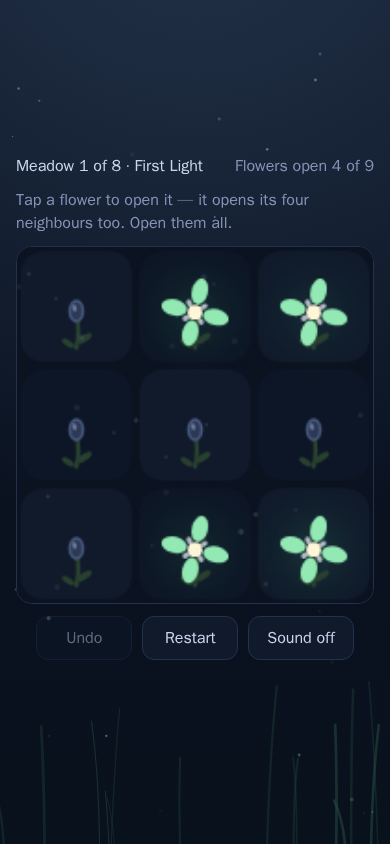 Meadow 1 of 8 · First Light
Flowers open 4 of 9
Tap a flower to open it — it opens its four
neighbours too. Open them all.
Undo
Restart
Sound off